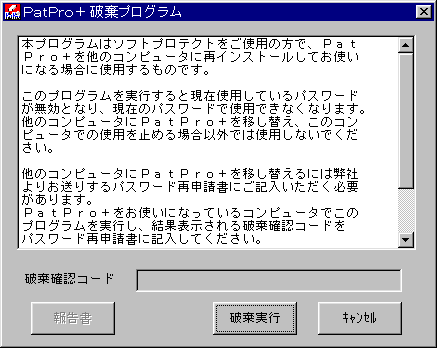 PatPro＋破棄プログラム
本プログラムはソフトプロテクトをご使用の方で、Ｐａｔ
Ｐｒｏ＋を他のコンピュータに再インストールしてお使い
になる場合に使用するものです。
このプログラムを実行すると現在使用しているパスワード
が無効となり、現在のパスワードで使用できなくなります。
他のコンピュータにＰａｔＰｒｏ＋を移し替え、このコン
ピュータでの使用を止める場合以外では使用しないでくだ
さい。
他のコンピュータにＰａｔＰｒｏ＋を移し替えるには弊社
よりお送りするパスワード再申請書にご記入いただく必要
があります。
ＰａｔＰｒｏ＋をお使いになっているコンピュータでこの
プログラムを実行し、結果表示される破棄確認コードを
パスワード再申請書に記入してください。
破棄確認コード
報告書
破棄実行
ｷｬﾝｾﾙ